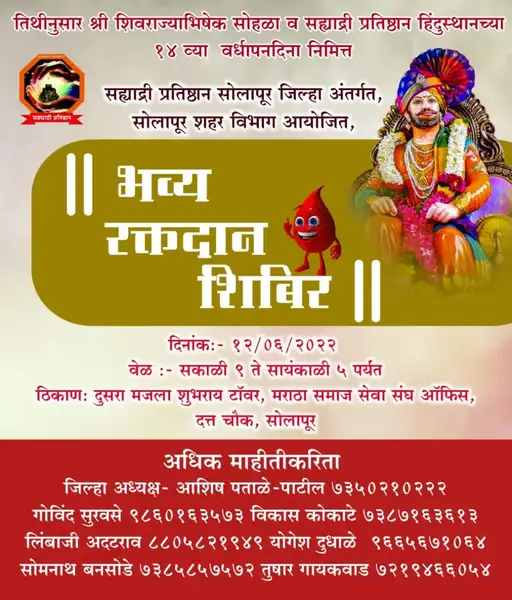 तिथीनुसार श्री शिवराज्याभिषेक सोहळा व सह्याद्री प्रतिष्ठान हिंदुस्थानच्या
१४ व्या वर्धापनदिना निमित्त
सह्याद्री प्रतिष्ठान
सह्याद्री प्रतिष्ठान सोलापूर जिल्हा अंतर्गत,
सोलापूर शहर विभाग आयोजित,
|| भव्य
रक्तदान
शिबिर ||
दिनांक:- १२/०६/२०२२
वेळ :- सकाळी ९ ते सायंकाळी ५ पर्यंत
ठिकाण: दुसरा मजला शुभराय टॉवर, मराठा समाज सेवा संघ ऑफिस,
दत्त चौक, सोलापूर
अधिक माहीतीकरिता
जिल्हा अध्यक्ष- आशिष पताळे-पाटील ७३५०२१०२२२
गोविंद सुरवसे ९८६०१६३५७३ विकास कोकाटे ७३८७१६३६१३
लिंबाजी अदटराव ८८०५८२१९४९ योगेश दुधाळे ९६६५६७१०६४
सोमनाथ बनसोडे ७३८५८५७५७२ तुषार गायकवाड ७२१९४६६०५४